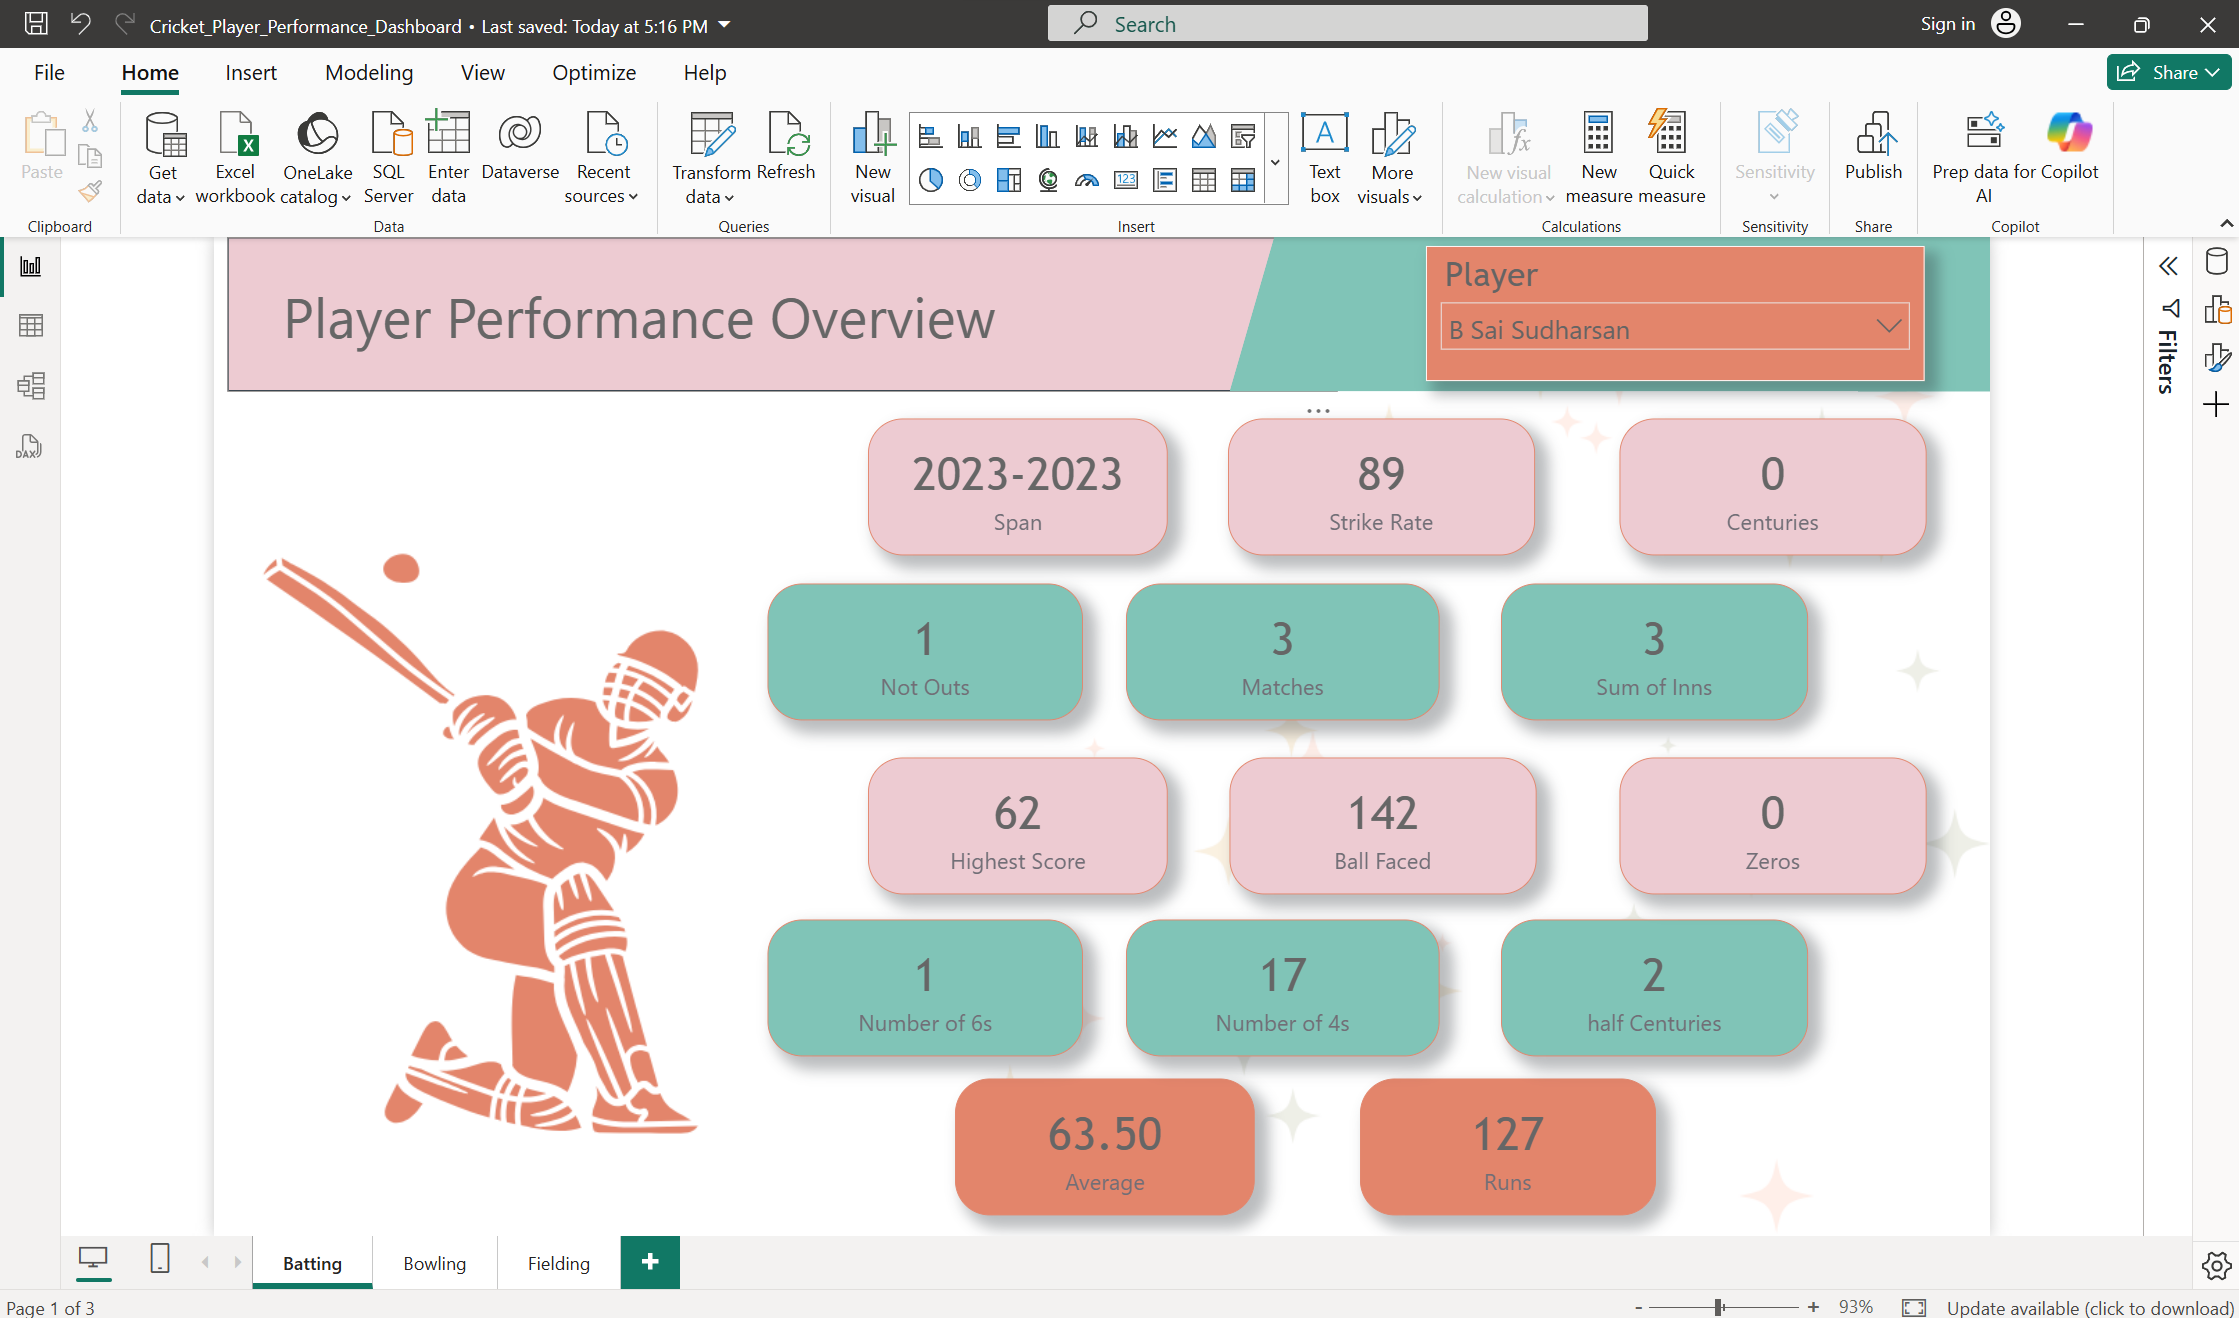 Cricket_Player_Performance_Dashboard • Last saved: Today at 5:16 PM
Search
Sign in
File Home Insert Modeling View Optimize Help
Share
Paste
Get data
Excel workbook
OneLake catalog
SQL Server
Enter data
Dataverse
Recent sources
Transform data
Refresh
New visual
123
A
Text box
More visuals
fx
New visual calculation
New measure
Quick measure
Sensitivity
Publish
Prep data for AI
Copilot
Clipboard
Data
Queries
Insert
Calculations
Sensitivity
Share
Copilot
DAX
Player Performance Overview
Player
B Sai Sudharsan
Filters
...
2023-2023
Span
89
Strike Rate
0
Centuries
1
Not Outs
3
Matches
3
Sum of Inns
62
Highest Score
142
Ball Faced
0
Zeros
1
Number of 6s
17
Number of 4s
2
half Centuries
63.50
Average
127
Runs
Batting Bowling Fielding +
Page 1 of 3
- + 93%
Update available (click to download)